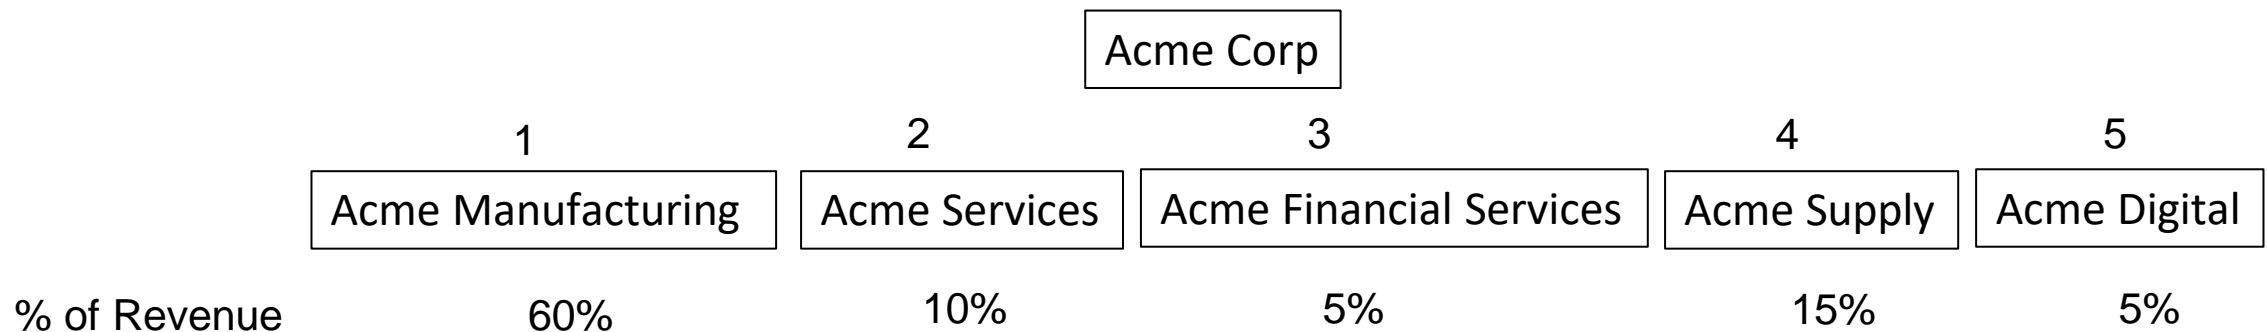 Acme Corp
1 2 3 4 5
Acme Manufacturing Acme Services Acme Financial Services Acme Supply Acme Digital
% of Revenue 60% 10% 5% 15% 5%